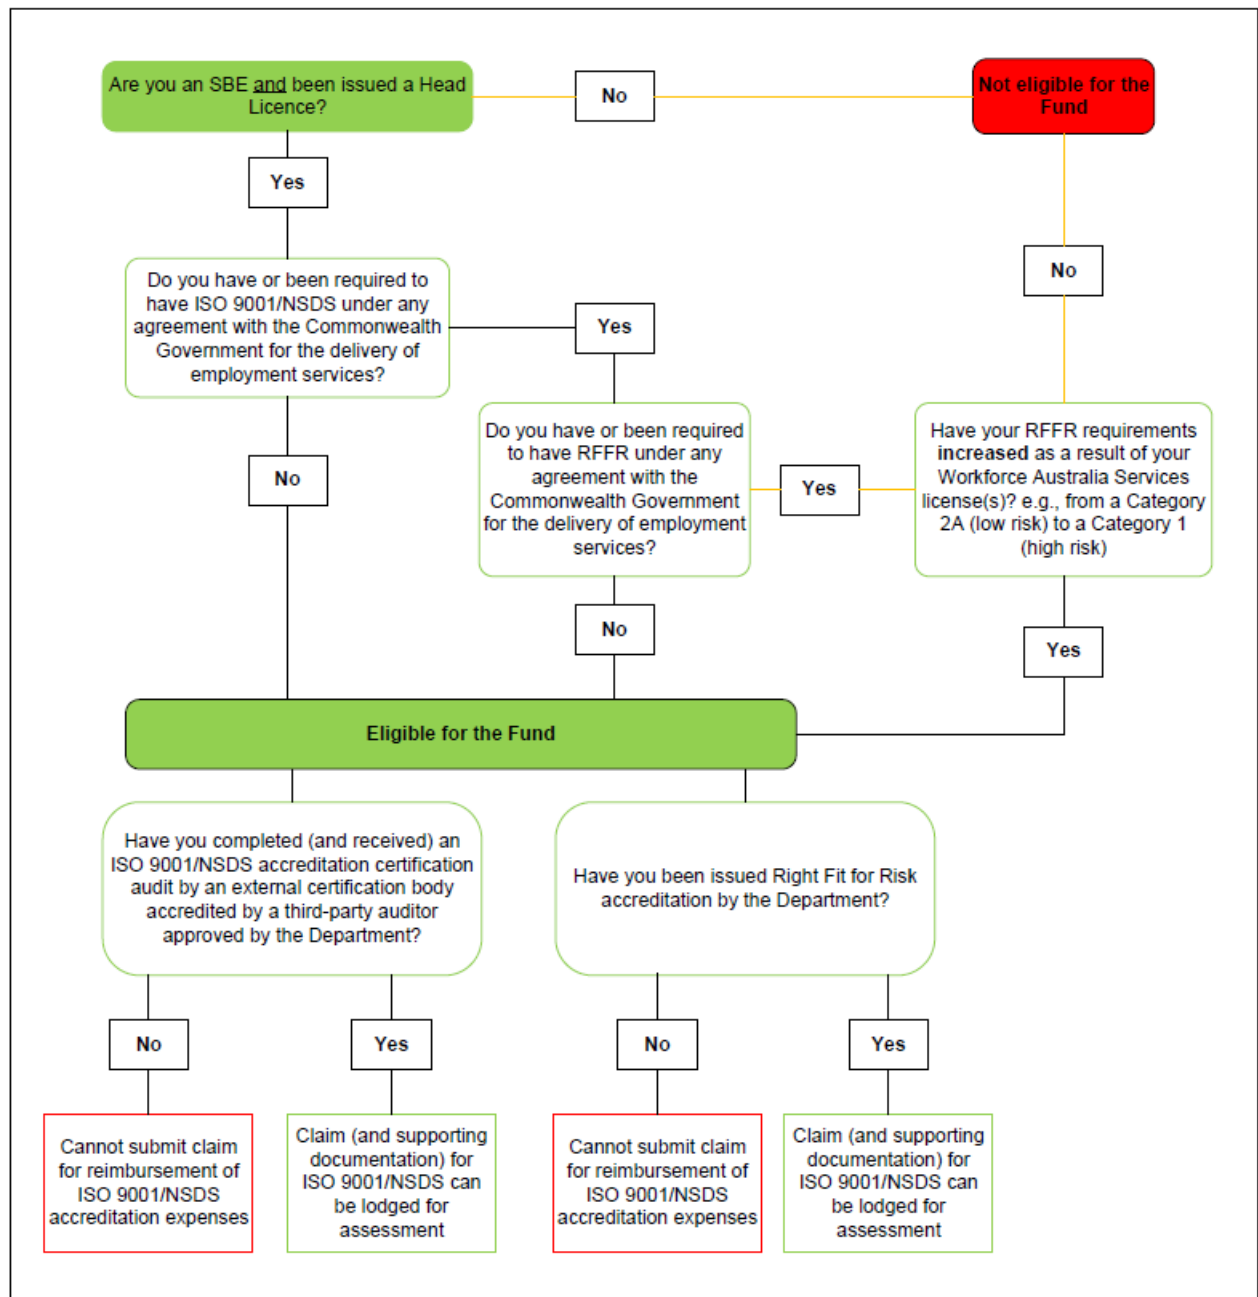 Are you an SBE and been issued a Head
Licence?
No
Not eligible for the
Fund
Yes
Do you have or been required to
have ISO 9001/NSDS under any
agreement with the Commonwealth
Government for the delivery of
employment services?
Yes
No
No
Do you have or been required
to have RFFR under any
agreement with the
Commonwealth Government
for the delivery of employment
services?
Yes
Have your RFFR requirements
increased as a result of your
Workforce Australia Services
license(s)? e.g., from a Category
2A (low risk) to a Category 1
(high risk)
No
Yes
Eligible for the Fund
Have you completed (and received) an
ISO 9001/NSDS accreditation certification
audit by an external certification body
accredited by a third-party auditor
approved by the Department?
Have you been issued Right Fit for Risk
accreditation by the Department?
No
Yes
No
Yes
Cannot submit claim
for reimbursement of
ISO 9001/NSDS
accreditation expenses
Claim (and supporting
documentation) for
ISO 9001/NSDS can
be lodged for
assessment
Cannot submit claim
for reimbursement of
ISO 9001/NSDS
accreditation expenses
Claim (and supporting
documentation) for
ISO 9001/NSDS can
be lodged for
assessment